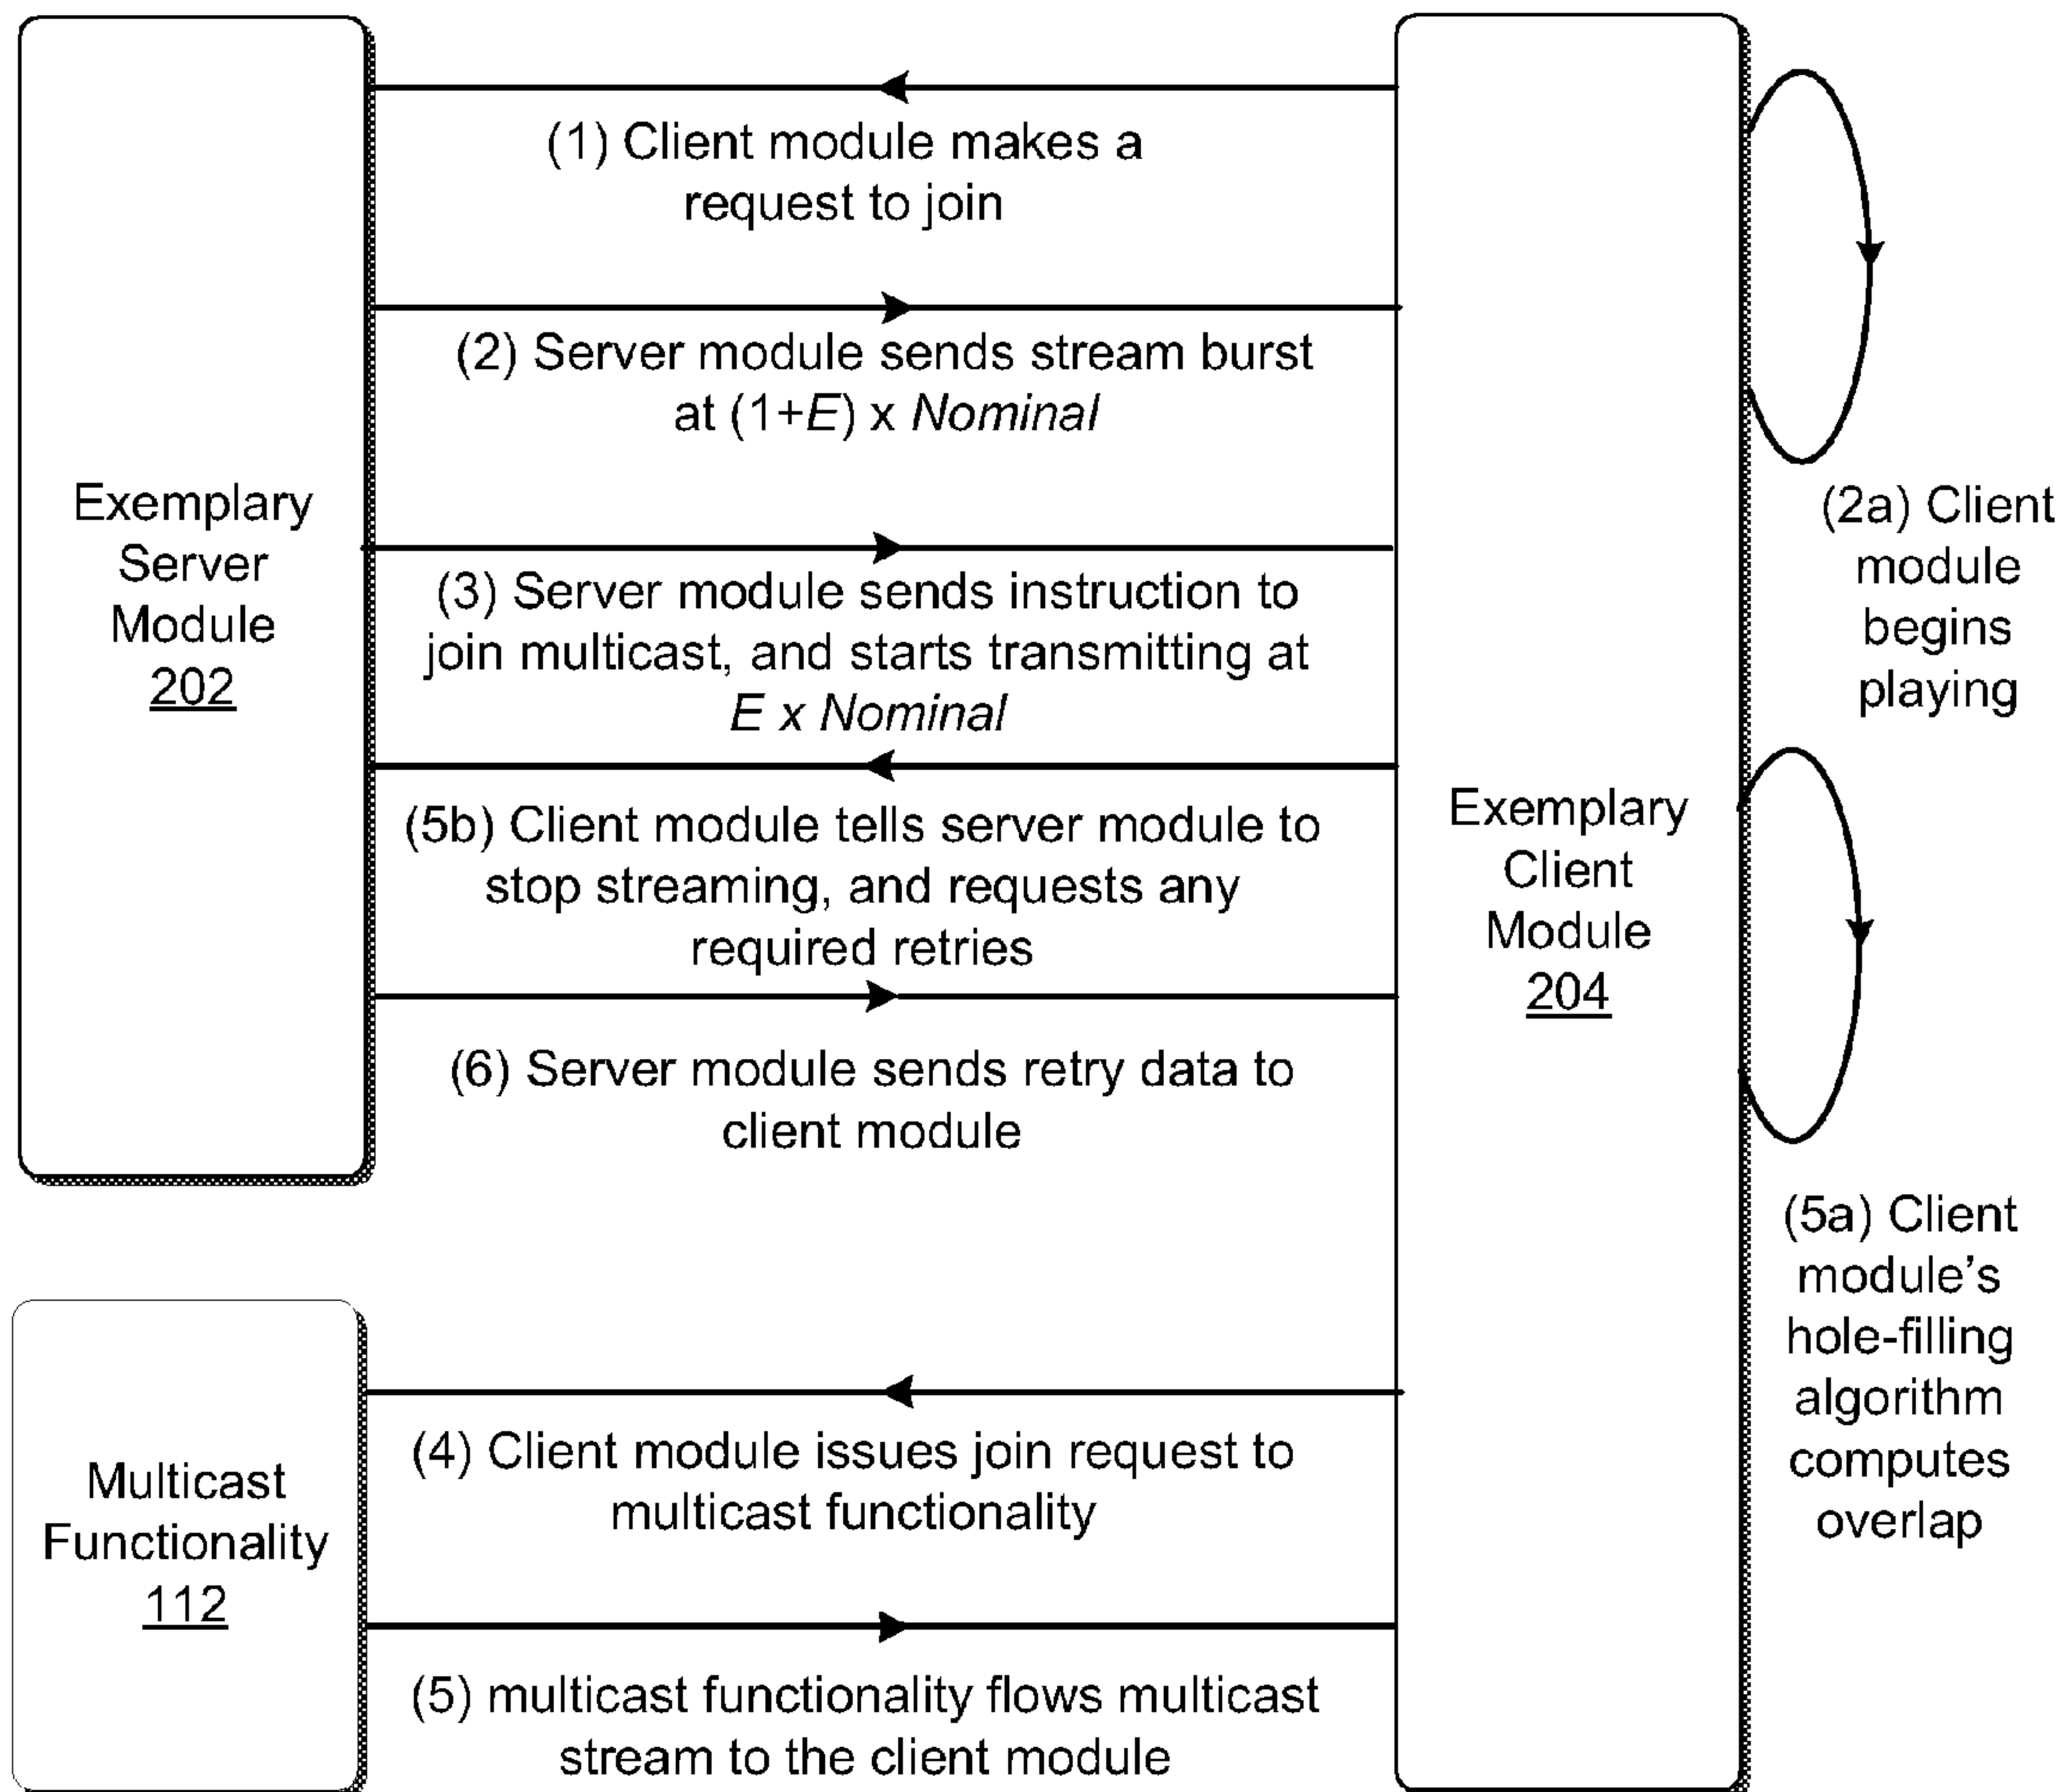 Exemplary
Server
Module
202
(1) Client module makes a
request to join
(2) Server module sends stream burst
at (1+E) x Nominal
(3) Server module sends instruction to
join multicast, and starts transmitting at
E x Nominal
(5b) Client module tells server module to
stop streaming, and requests any
required retries
(6) Server module sends retry data to
client module
Exemplary
Client
Module
204
(2a) Client
module
begins
playing
(5a) Client
module’s
hole-filling
algorithm
computes
overlap
Multicast
Functionality
112
(4) Client module issues join request to
multicast functionality
(5) multicast functionality flows multicast
stream to the client module